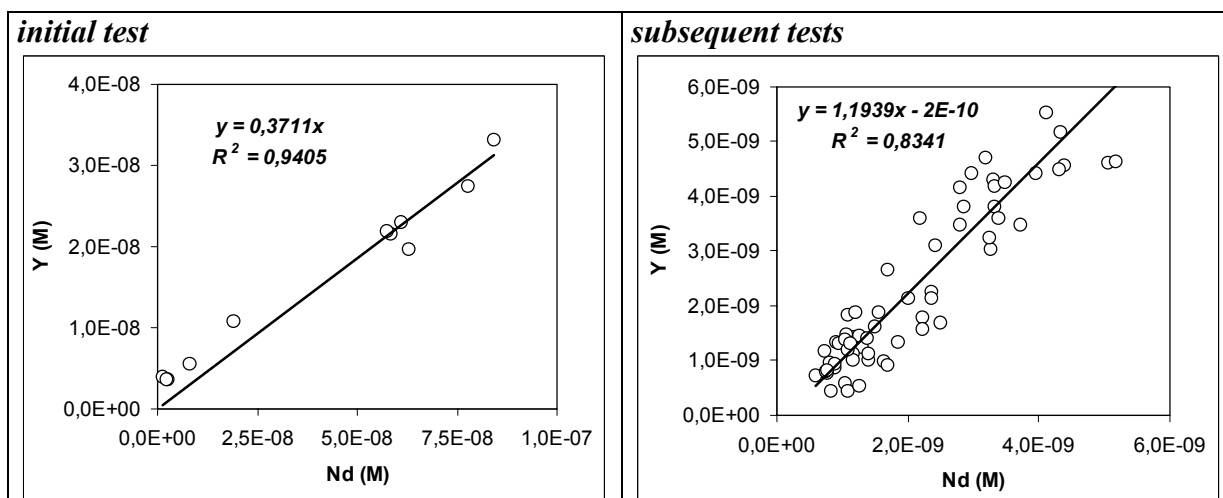 initial test
4,0E-08
3,0E-08
2,0E-08
1,0E-08
0,0E+00
Y (M)
y = 0,3711x
R 2 = 0,9405
0,0E+00 2,5E-08 5,0E-08 7,5E-08 1,0E-07
Nd (M)
subsequent tests
6,0E-09
5,0E-09
4,0E-09
3,0E-09
2,0E-09
1,0E-09
0,0E+00
Y (M)
y = 1,1939x - 2E-10
R 2 = 0,8341
0,0E+00 2,0E-09 4,0E-09 6,0E-09
Nd (M)